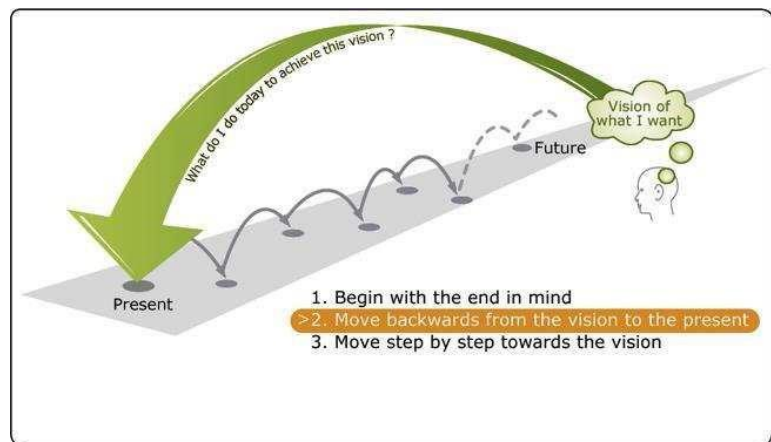 What do I do today to achieve this vision ?
Vision of
what I want
Future
Present
1. Begin with the end in mind
>2. Move backwards from the vision to the present
3. Move step by step towards the vision